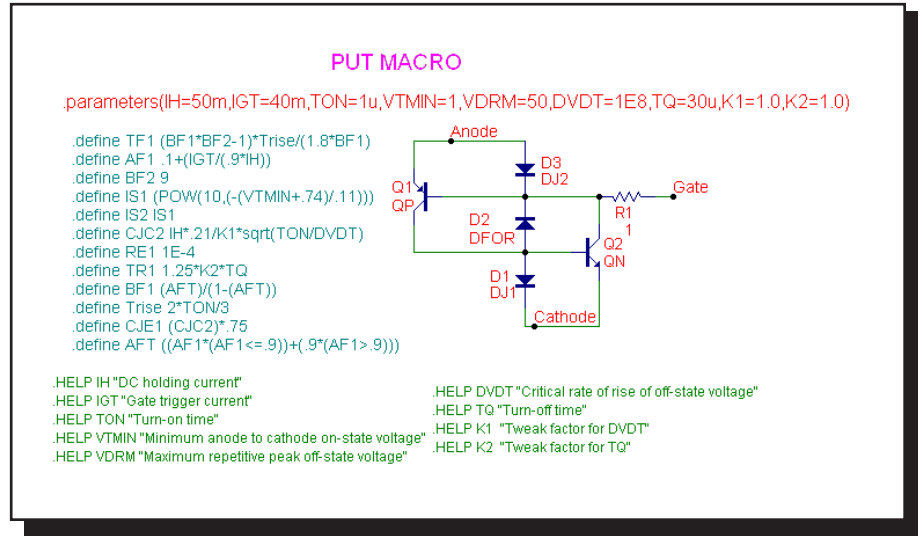 PUT MACRO
.parameters(IH=50m,IGT=40m,TON=1u,VTMIN=1,VDRM=50,DVDT=1E8,TQ=30u,K1=1.0,K2=1.0)
.define TF1 (BF1*BF2-1)*Trise/(1.8*BF1)
.define AF1 .1+(IGT/(.9*IH))
.define BF2 9
.define IS1 (POW(10,(-(VTMIN+.74)/.11)))
.define IS2 IS1
.define CJC2 IH*.21/K1*sqrt(TON/DVDT)
.define RE1 1E-4
.define TR1 1.25*K2*TQ
.define BF1 (AFT)/(1-(AFT))
.define Trise 2*TON/3
.define CJE1 (CJC2)*.75
.define AFT ((AF1*(AF1<=.9))+(.9*(AF1>.9)))
Anode
D3
DJ2
Q1
QP
Gate
R1
1
D2
DFOR
Q2
QN
D1
DJ1
Cathode
.HELP IH "DC holding current"
.HELP IGT "Gate trigger current"
.HELP TON "Turn-on time"
.HELP VTMIN "Minimum anode to cathode on-state voltage"
.HELP VDRM "Maximum repetitive peak off-state voltage"
.HELP DVDT "Critical rate of rise of off-state voltage"
.HELP TQ "Turn-off time"
.HELP K1 "Tweak factor for DVDT"
.HELP K2 "Tweak factor for TQ"